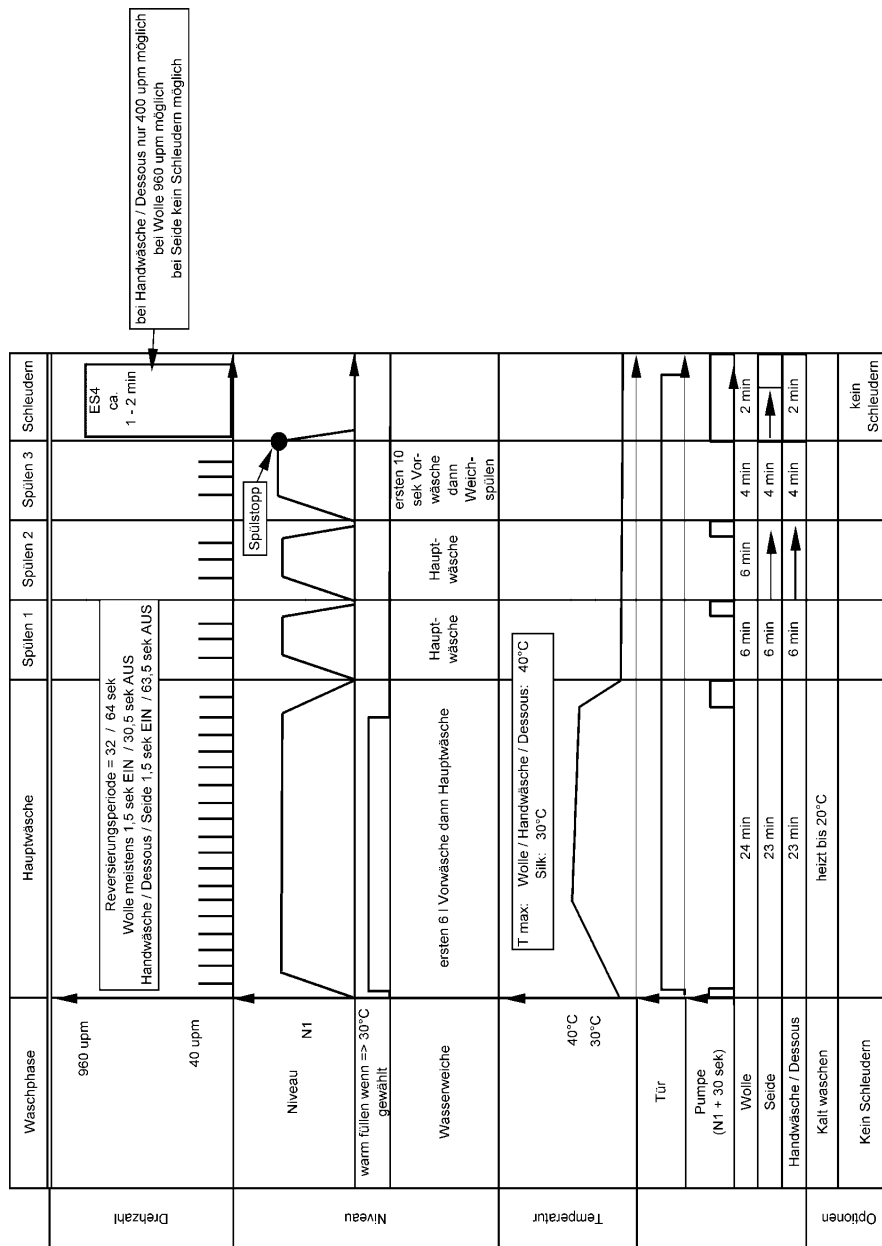 Waschphase
Hauptwäsche
Spülen 1
Spülen 2
Spülen 3
Schleudern
Drehzahl
960 upm
40 upm
Reversierungsperiode = 32 / 64 sek
Wolle meistens 1,5 sek EIN / 30,5 sek AUS
Handwäsche / Dessous / Seide 1,5 sek EIN / 63,5 sek AUS
ES4
ca.
1 - 2 min
bei Handwäsche / Dessous nur 400 upm möglich
bei Wolle 960 upm möglich
bei Seide kein Schleudern möglich
Niveau
Niveau
N1
Spülstopp
warm füllen wenn => 30°C
gewählt
Wasserweiche
ersten 6 l Vorwäsche dann Hauptwäsche
Haupt-
wäsche
Haupt-
wäsche
ersten 10
sek Vor-
wäsche
dann
Weich-
spülen
Temperatur
40°C
30°C
T max: Wolle / Handwäsche / Dessous: 40°C
Silk: 30°C
Tür
Pumpe
(N1 + 30 sek)
Wolle
24 min
6 min
6 min
4 min
2 min
Seide
23 min
6 min
4 min
Handwäsche / Dessous
23 min
6 min
4 min
2 min
Optionen
Kalt waschen
heizt bis 20°C
Kein Schleudern
kein
Schleudern